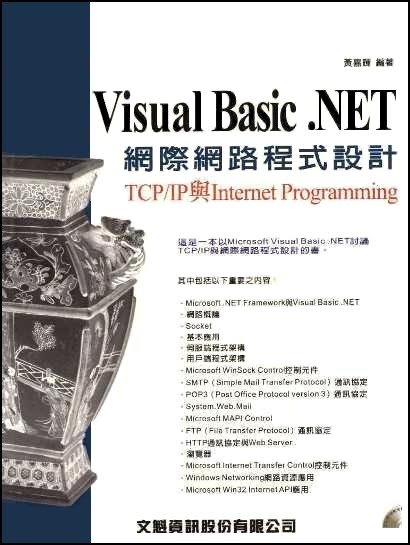 黃嘉輝 編著
Visual Basic .NET
網際網路程式設計
TCP/IP與Internet Programming
這是一本以Microsoft Visual Basic .NET討論
TCP/IP與網際網路程式設計的書。
其中包括以下重要之內容：
·Microsoft .NET Framework與Visual Basic .NET
·網路概論
·Socket
·基本應用
·伺服端程式架構
·用戶端程式架構
·Microsoft WinSock Control控制元件
·SMTP (Simple Mail Transfer Protocol) 通訊協定
·POP3 (Post Office Protocol version 3) 通訊協定
·System.Web.Mail
·Microsoft MAPI Control
·FTP (File Transfer Protocol) 通訊協定
·HTTP通訊協定與Web Server
·瀏覽器
·Microsoft Internet Transfer Control控制元件
·Windows Networking網路資源應用
·Microsoft Win32 Internet API應用
文魁資訊股份有限公司